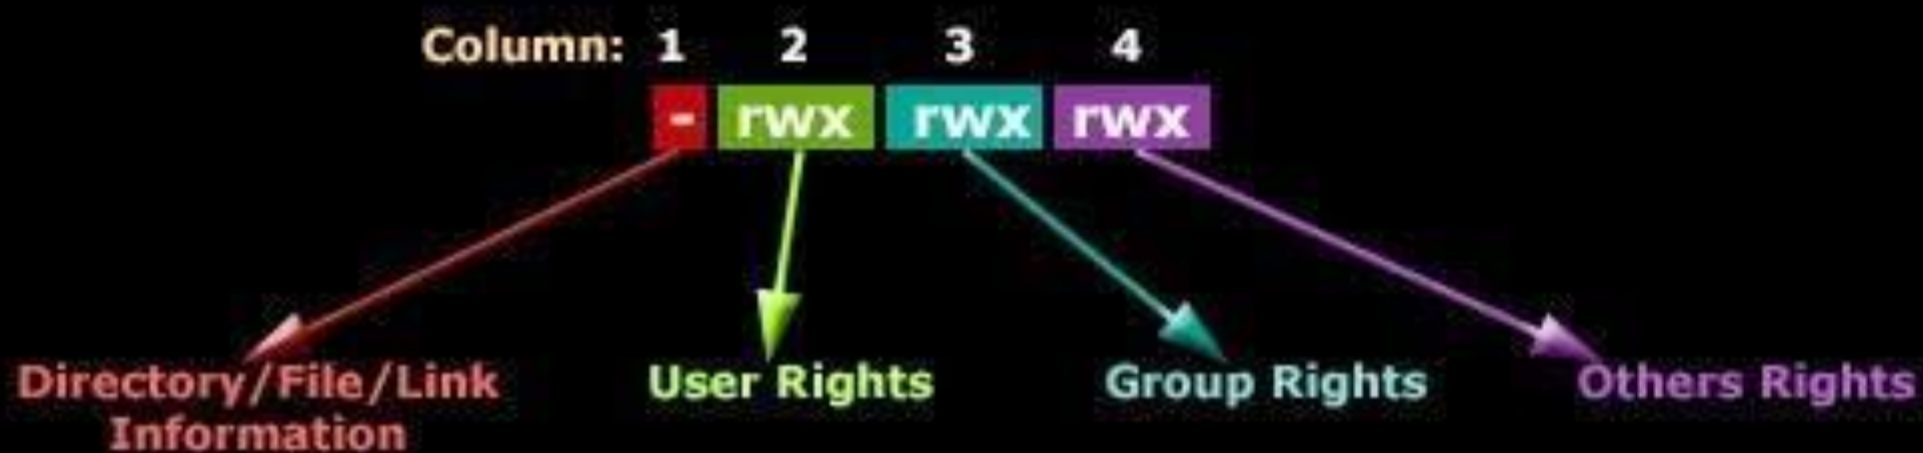 Column: 1 2 3 4
- rwx rwx rwx
Directory/File/Link
Information
User Rights
Group Rights
Others Rights